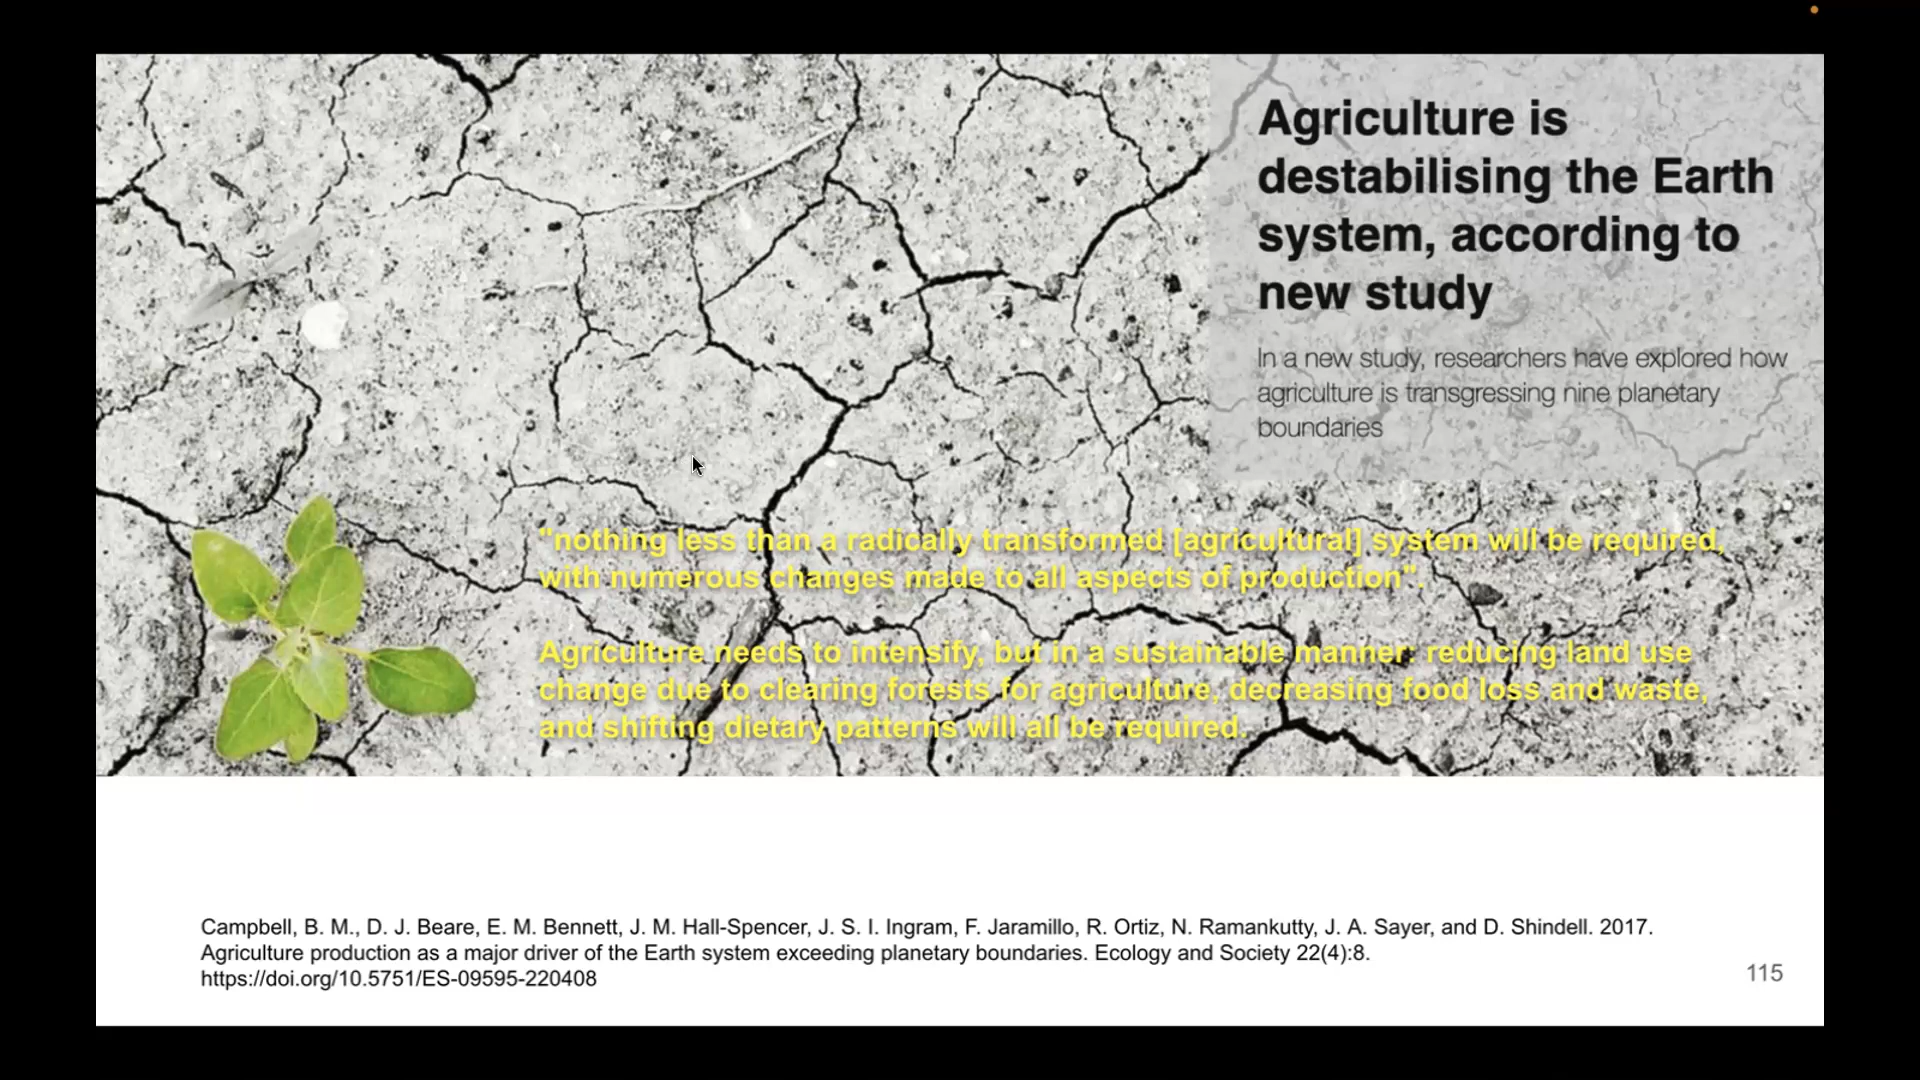 Agriculture is
destabilising the Earth
system, according to
new study
In a new study, researchers have explored how
agriculture is transgressing nine planetary
boundaries
"nothing less than a radically transformed [agricultural] system will be required,
with numerous changes made to all aspects of production".
Agriculture needs to intensify, but in a sustainable manner: reducing land use
change due to clearing forests for agriculture, decreasing food loss and waste,
and shifting dietary patterns will all be required.
Campbell, B. M., D. J. Beare, E. M. Bennett, J. M. Hall-Spencer, J. S. I. Ingram, F. Jaramillo, R. Ortiz, N. Ramankutty, J. A. Sayer, and D. Shindell. 2017.
Agriculture production as a major driver of the Earth system exceeding planetary boundaries. Ecology and Society 22(4):8.
https://doi.org/10.5751/ES-09595-220408
115